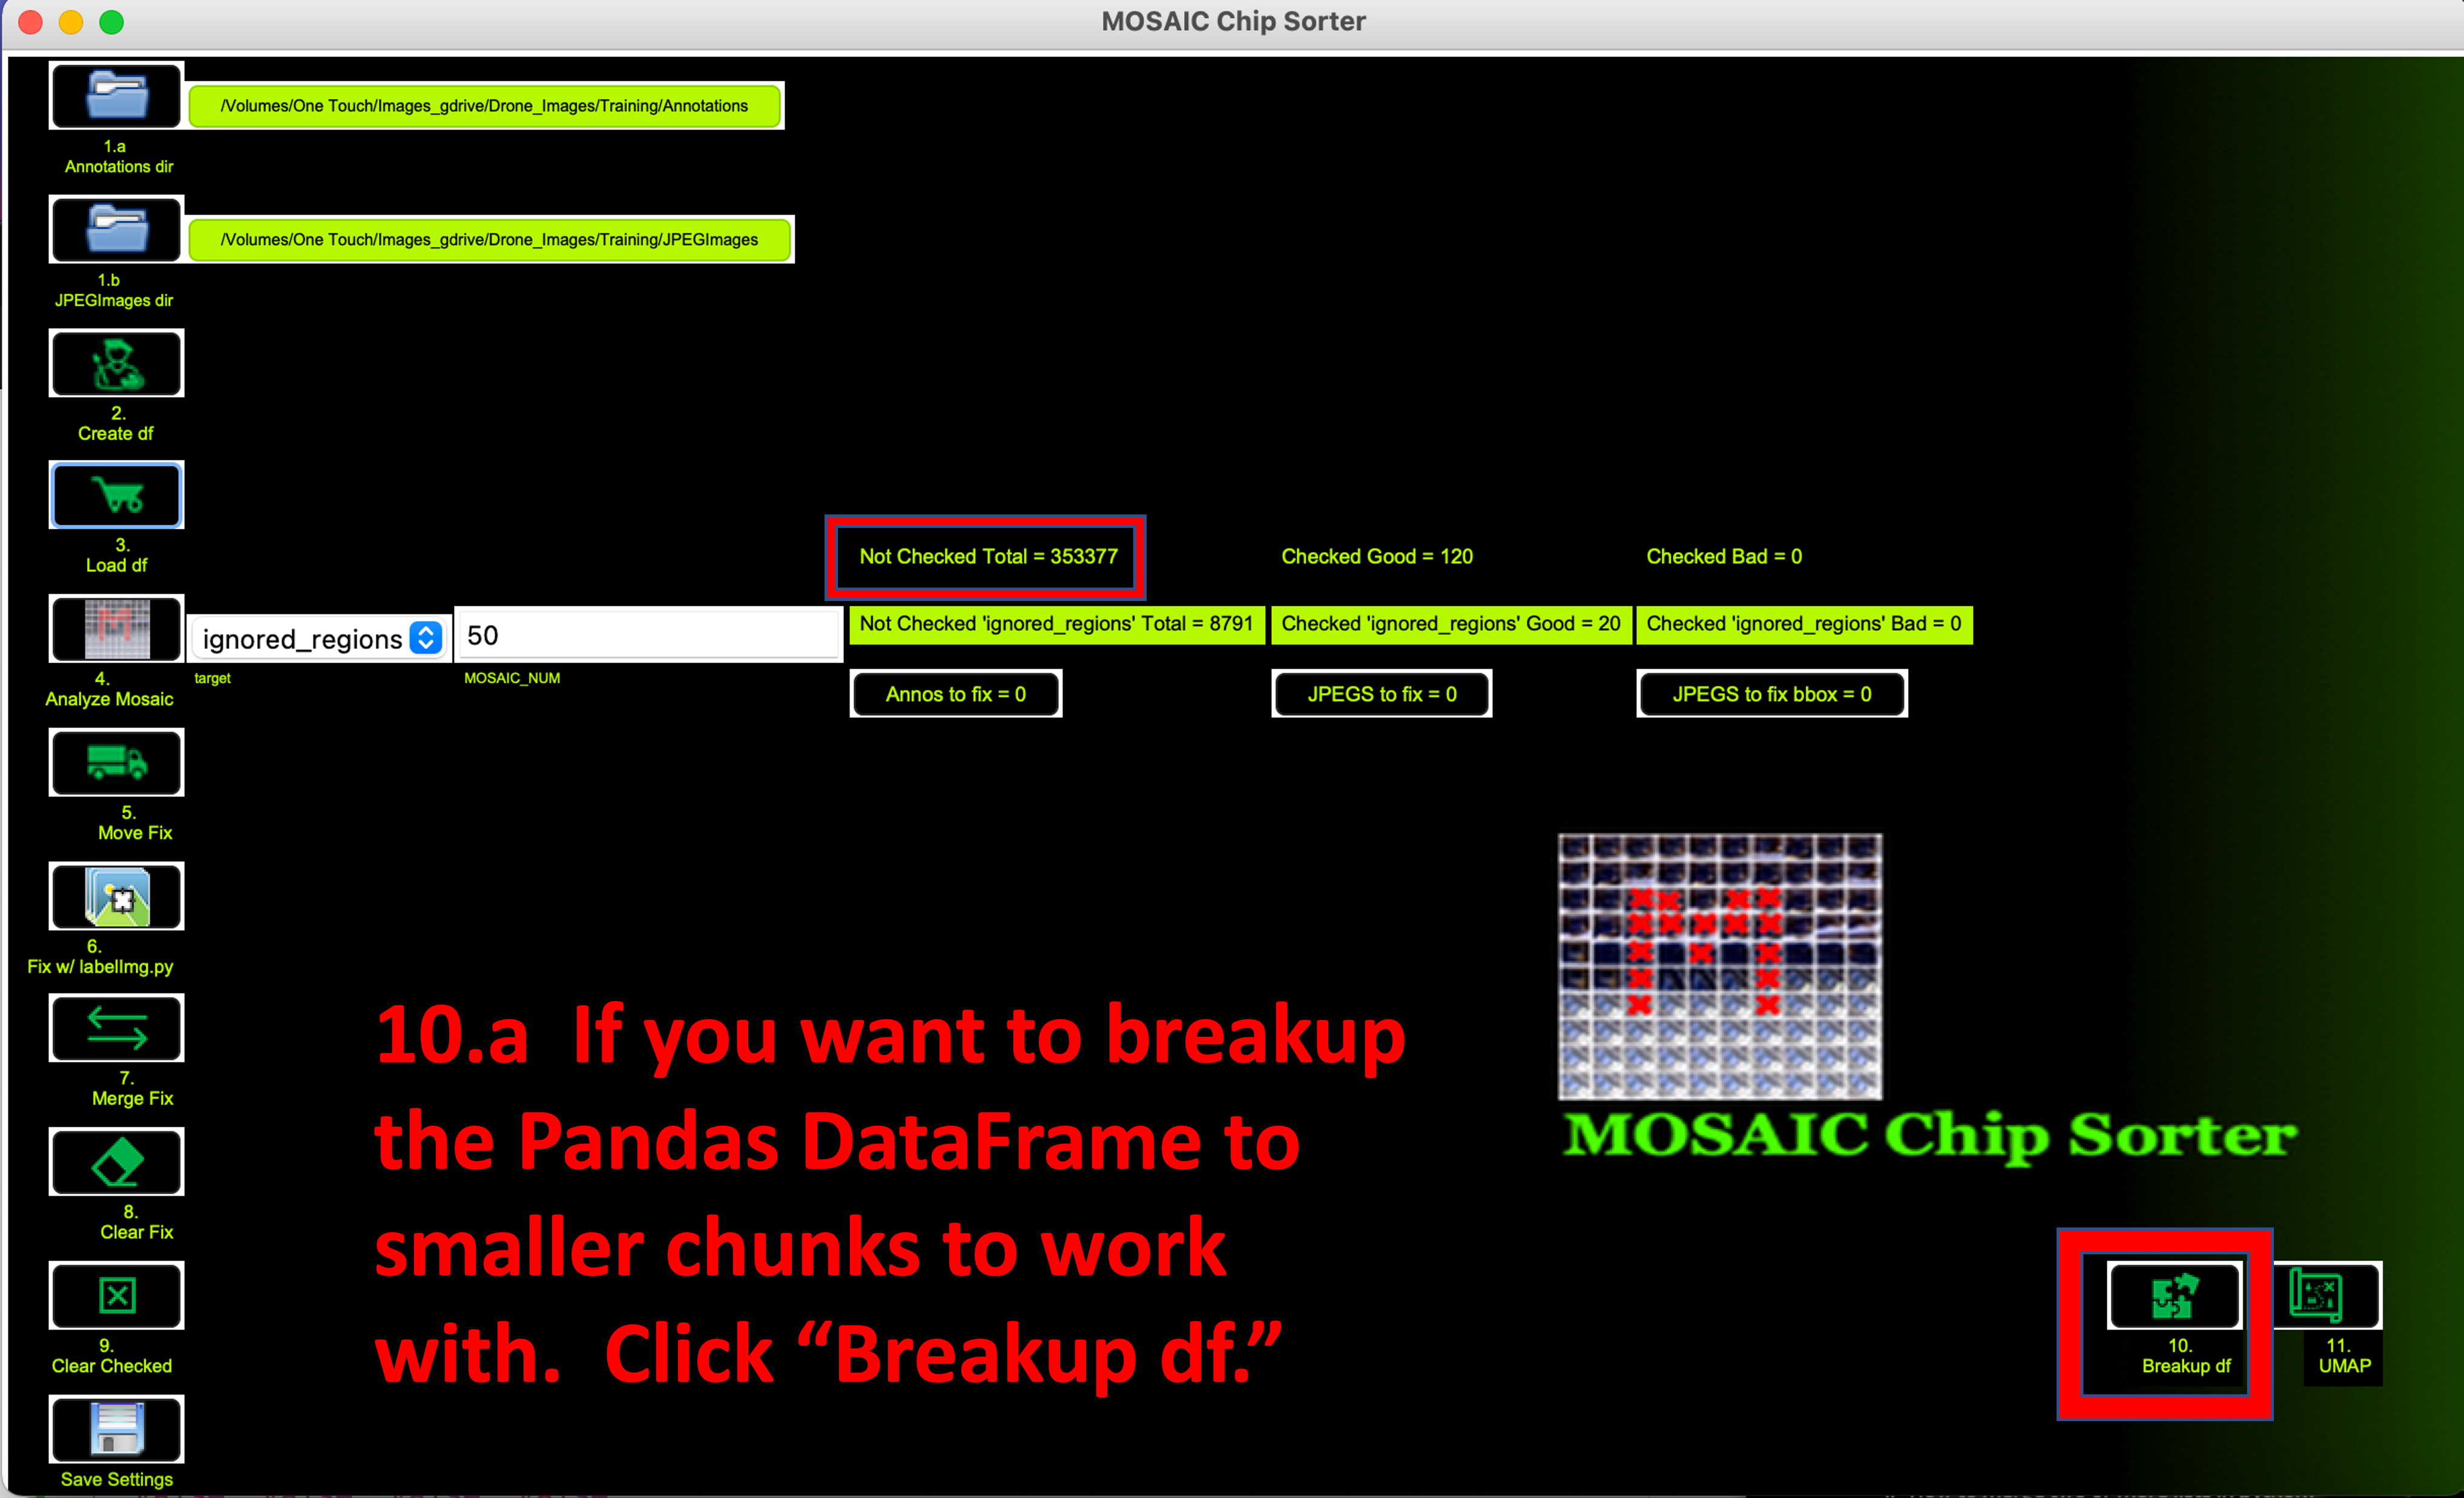 MOSAIC Chip Sorter
/Volumes/One Touch/Images_gdrive/Drone_Images/Training/Annotations
1.a
Annotations dir
/Volumes/One Touch/Images_gdrive/Drone_Images/Training/JPEGImages
1.b
JPEGImages dir
2.
Create df
3.
Load df
Not Checked Total = 353377
Checked Good = 120
Checked Bad = 0
ignored_regions
50
Not Checked 'ignored_regions' Total = 8791
Checked 'ignored_regions' Good = 20
Checked 'ignored_regions' Bad = 0
4.
Analyze Mosaic
target
MOSAIC_NUM
Annos to fix = 0
JPEGS to fix = 0
JPEGS to fix bbox = 0
5.
Move Fix
6.
Fix w/ labelImg.py
7.
Merge Fix
8.
Clear Fix
9.
Clear Checked
Save Settings
10.a If you want to breakup
the Pandas DataFrame to
smaller chunks to work
with. Click “Breakup df.”
MOSAIC Chip Sorter
10.
Breakup df
11.
UMAP